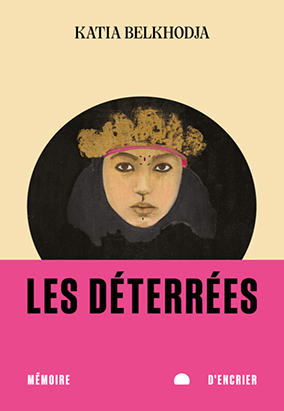 KATIA BELKHODJA
LES DÉTERRÉES
MÉMOIRE D'ENCRIER